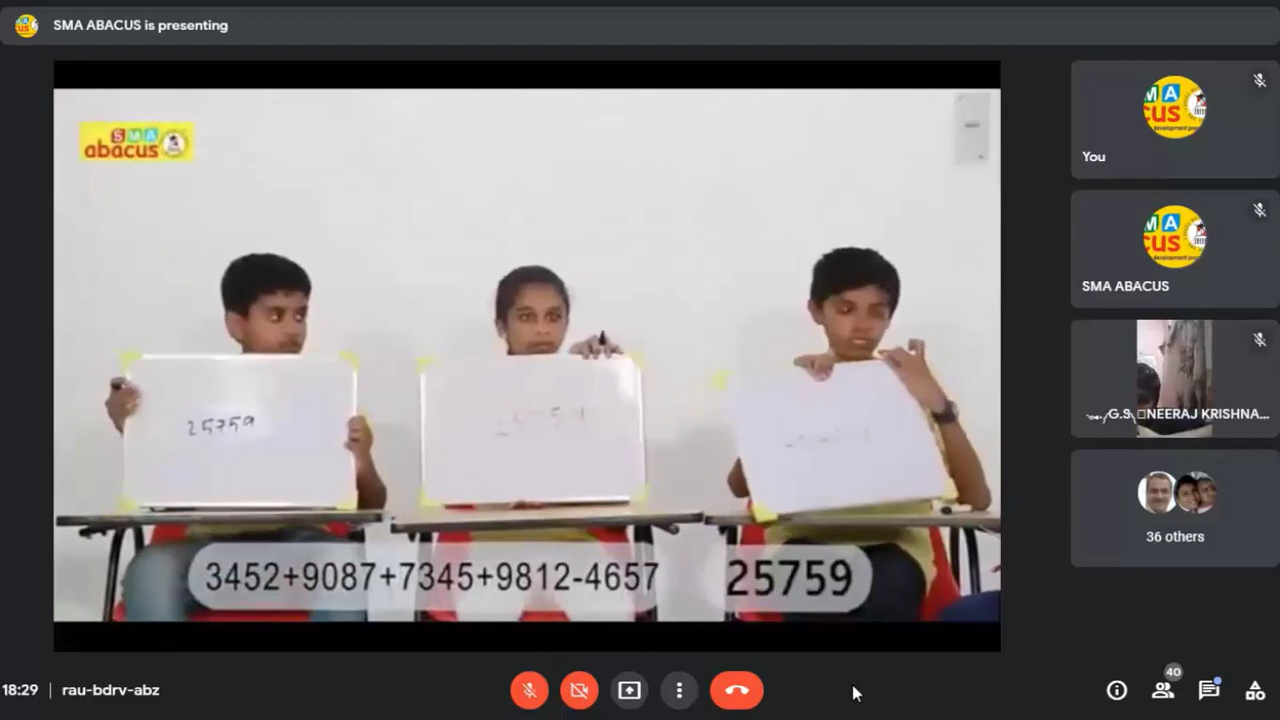 SMA ABACUS is presenting
SMA
abacus
25759
3452+9087+7345+9812-4657 25759
You
SMA ABACUS
NEERAJ KRISHNA...
36 others
18:29 | rau-bdrv-abz
40